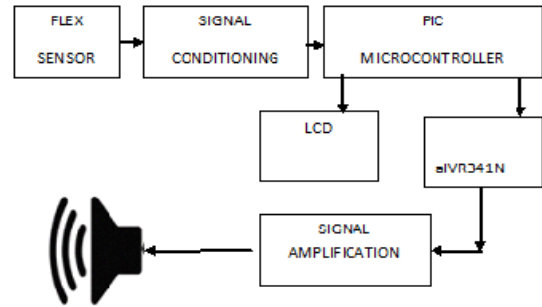 FLEX
SENSOR
SIGNAL
CONDITIONING
PIC
MICROCONTROLLER
LCD
aIVR341N
SIGNAL
AMPLIFICATION